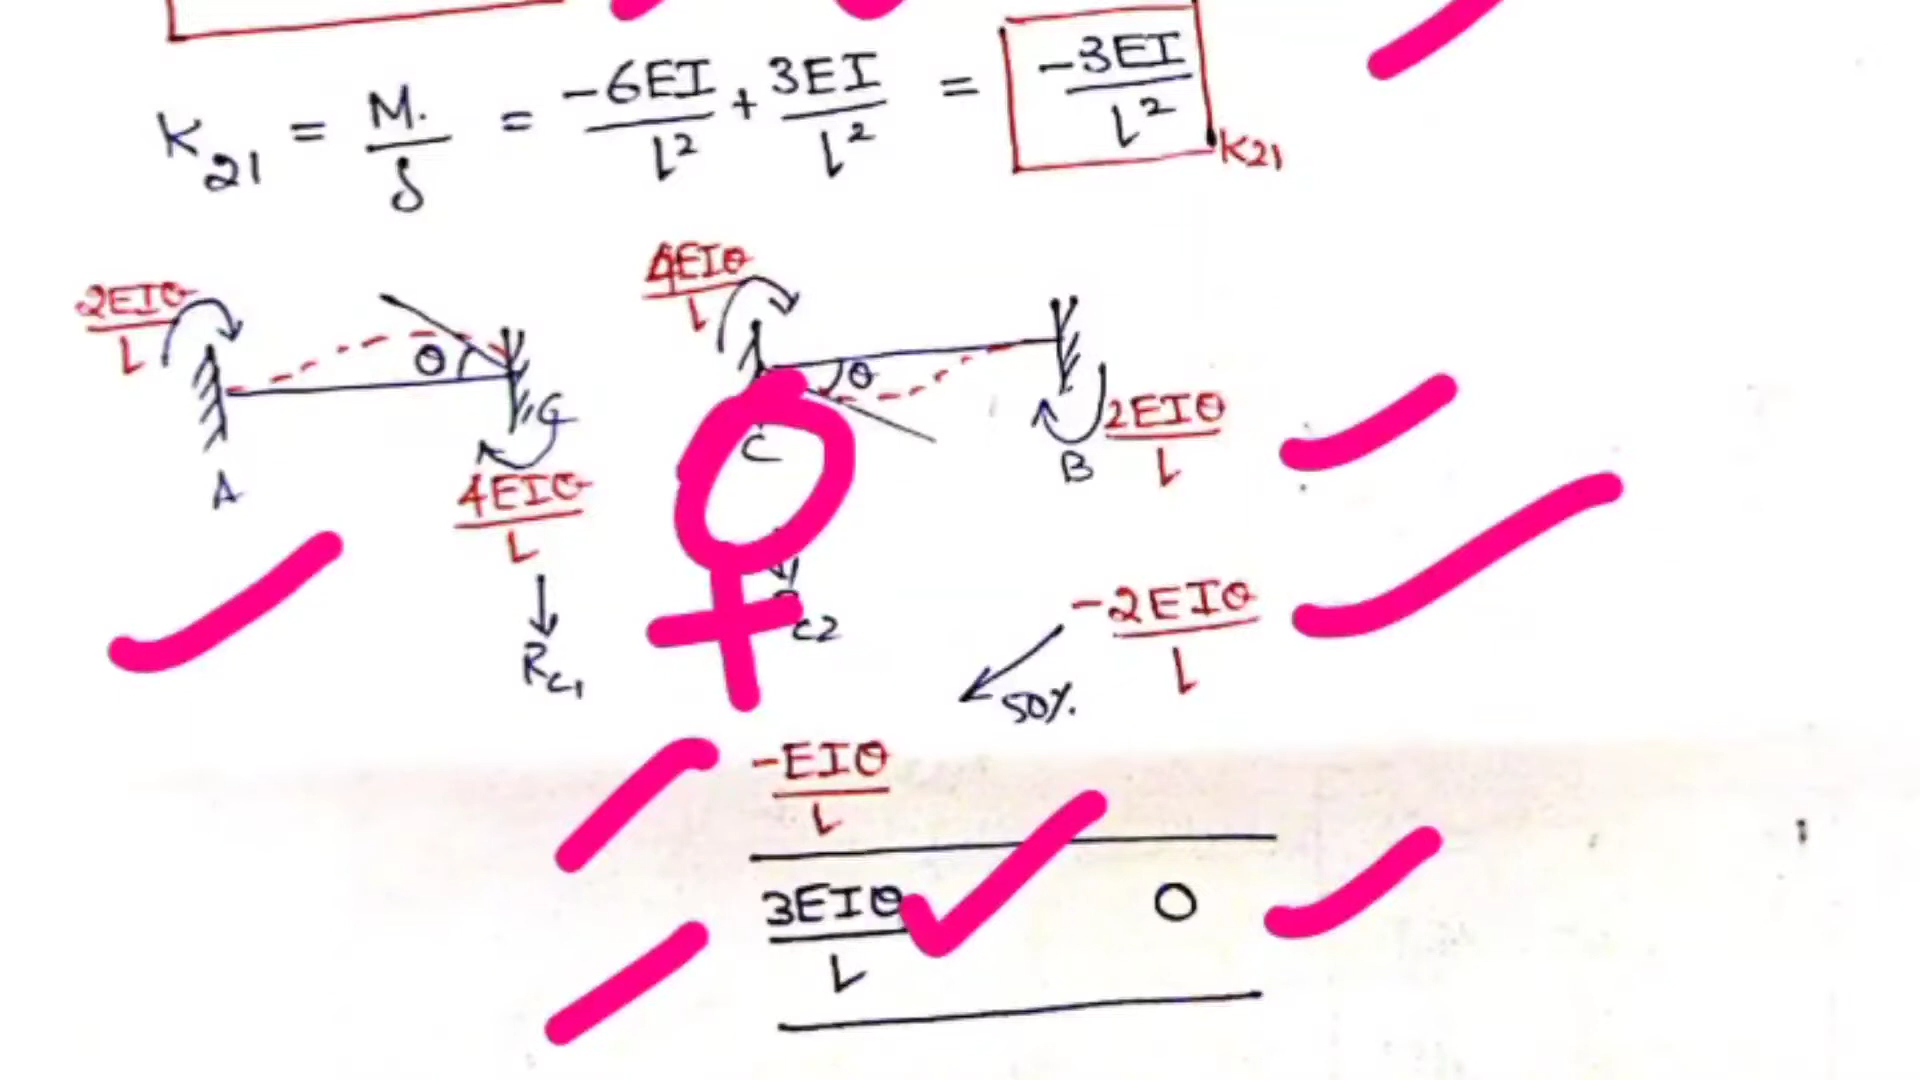 K21 = M. / δ = -6EI / L² + 3EI / L² = -3EI / L²
K21
2EIθ / L
4EIθ / L
θ
θ
A
C
C
B
4EIθ / L
2EIθ / L
RC1
C2
-2EIθ / L
50%.
-EIθ / L
3EIθ / L
0